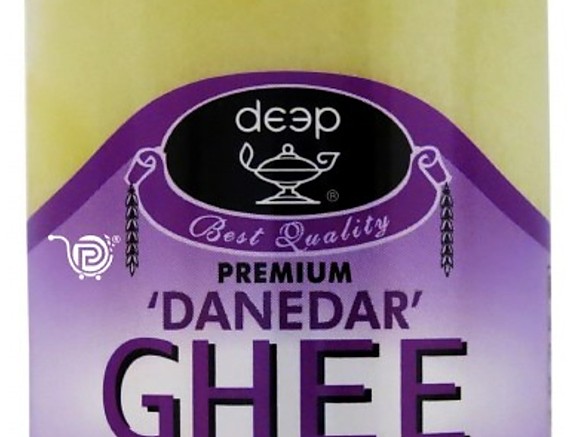 deep
®
Best Quality
PREMIUM
'DANEDAR'
GHEE